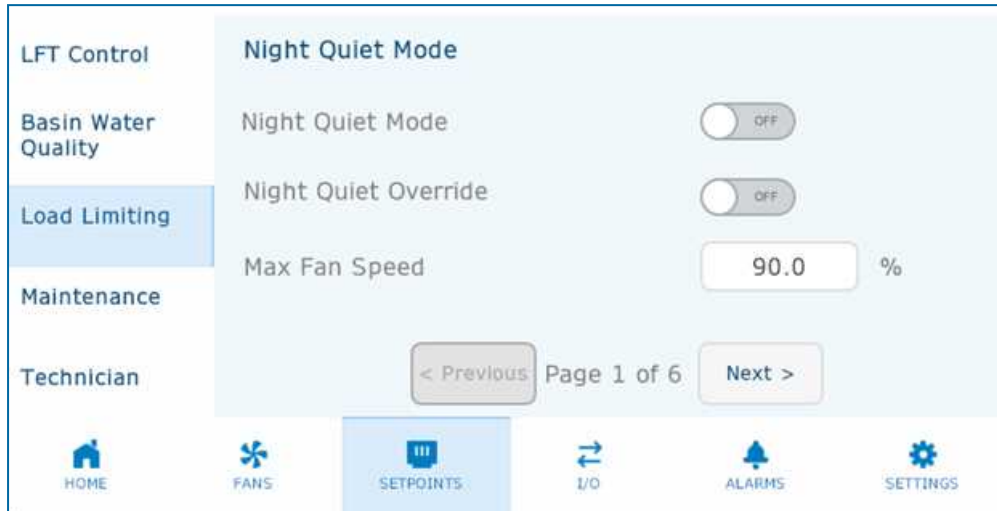 LFT Control
Basin Water
Quality
Load Limiting
Maintenance
Technician
Night Quiet Mode
Night Quiet Mode OFF
Night Quiet Override OFF
Max Fan Speed 90.0 %
< Previous Page 1 of 6 Next >
HOME FANS SETPOINTS I/O ALARMS SETTINGS